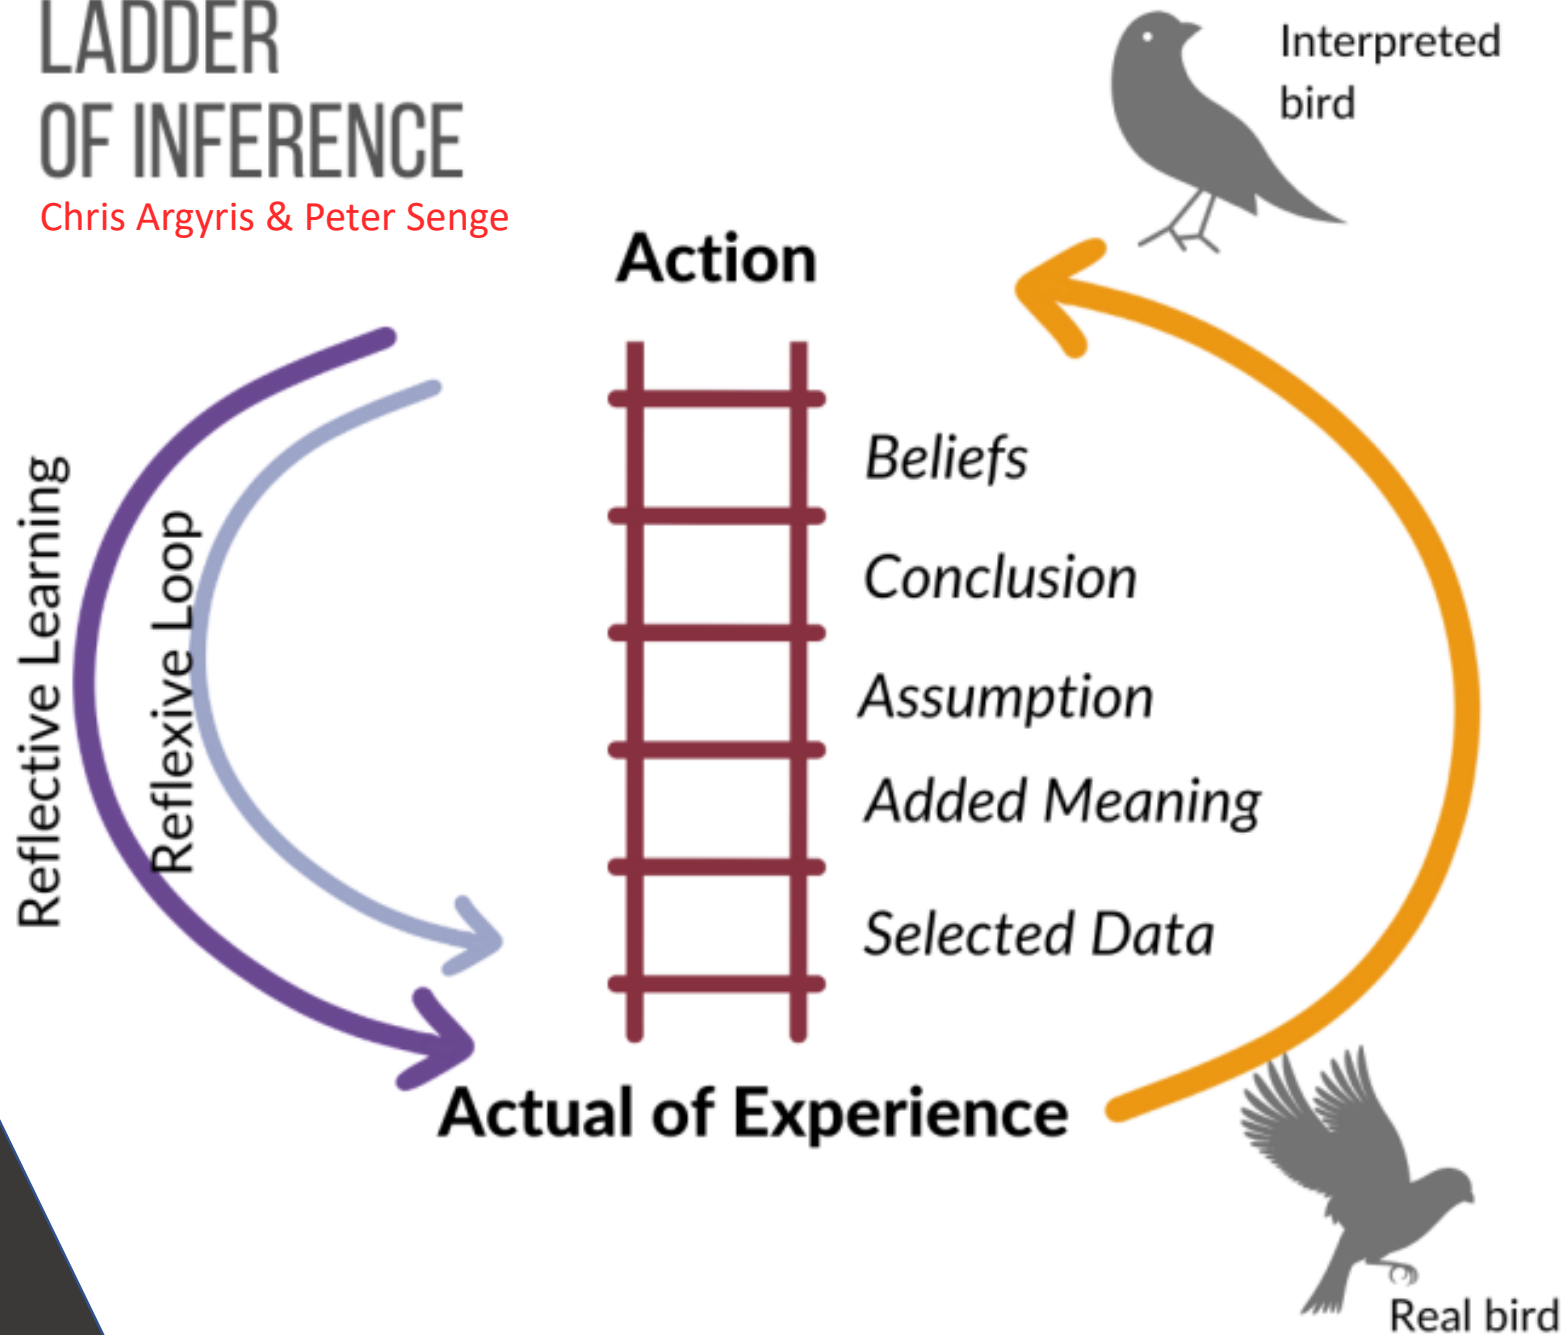 LADDER
OF INFERENCE
Chris Argyris & Peter Senge
Interpreted
bird
Action
Beliefs
Conclusion
Assumption
Added Meaning
Selected Data
Reflective Learning
Reflexive Loop
Actual of Experience
Real bird